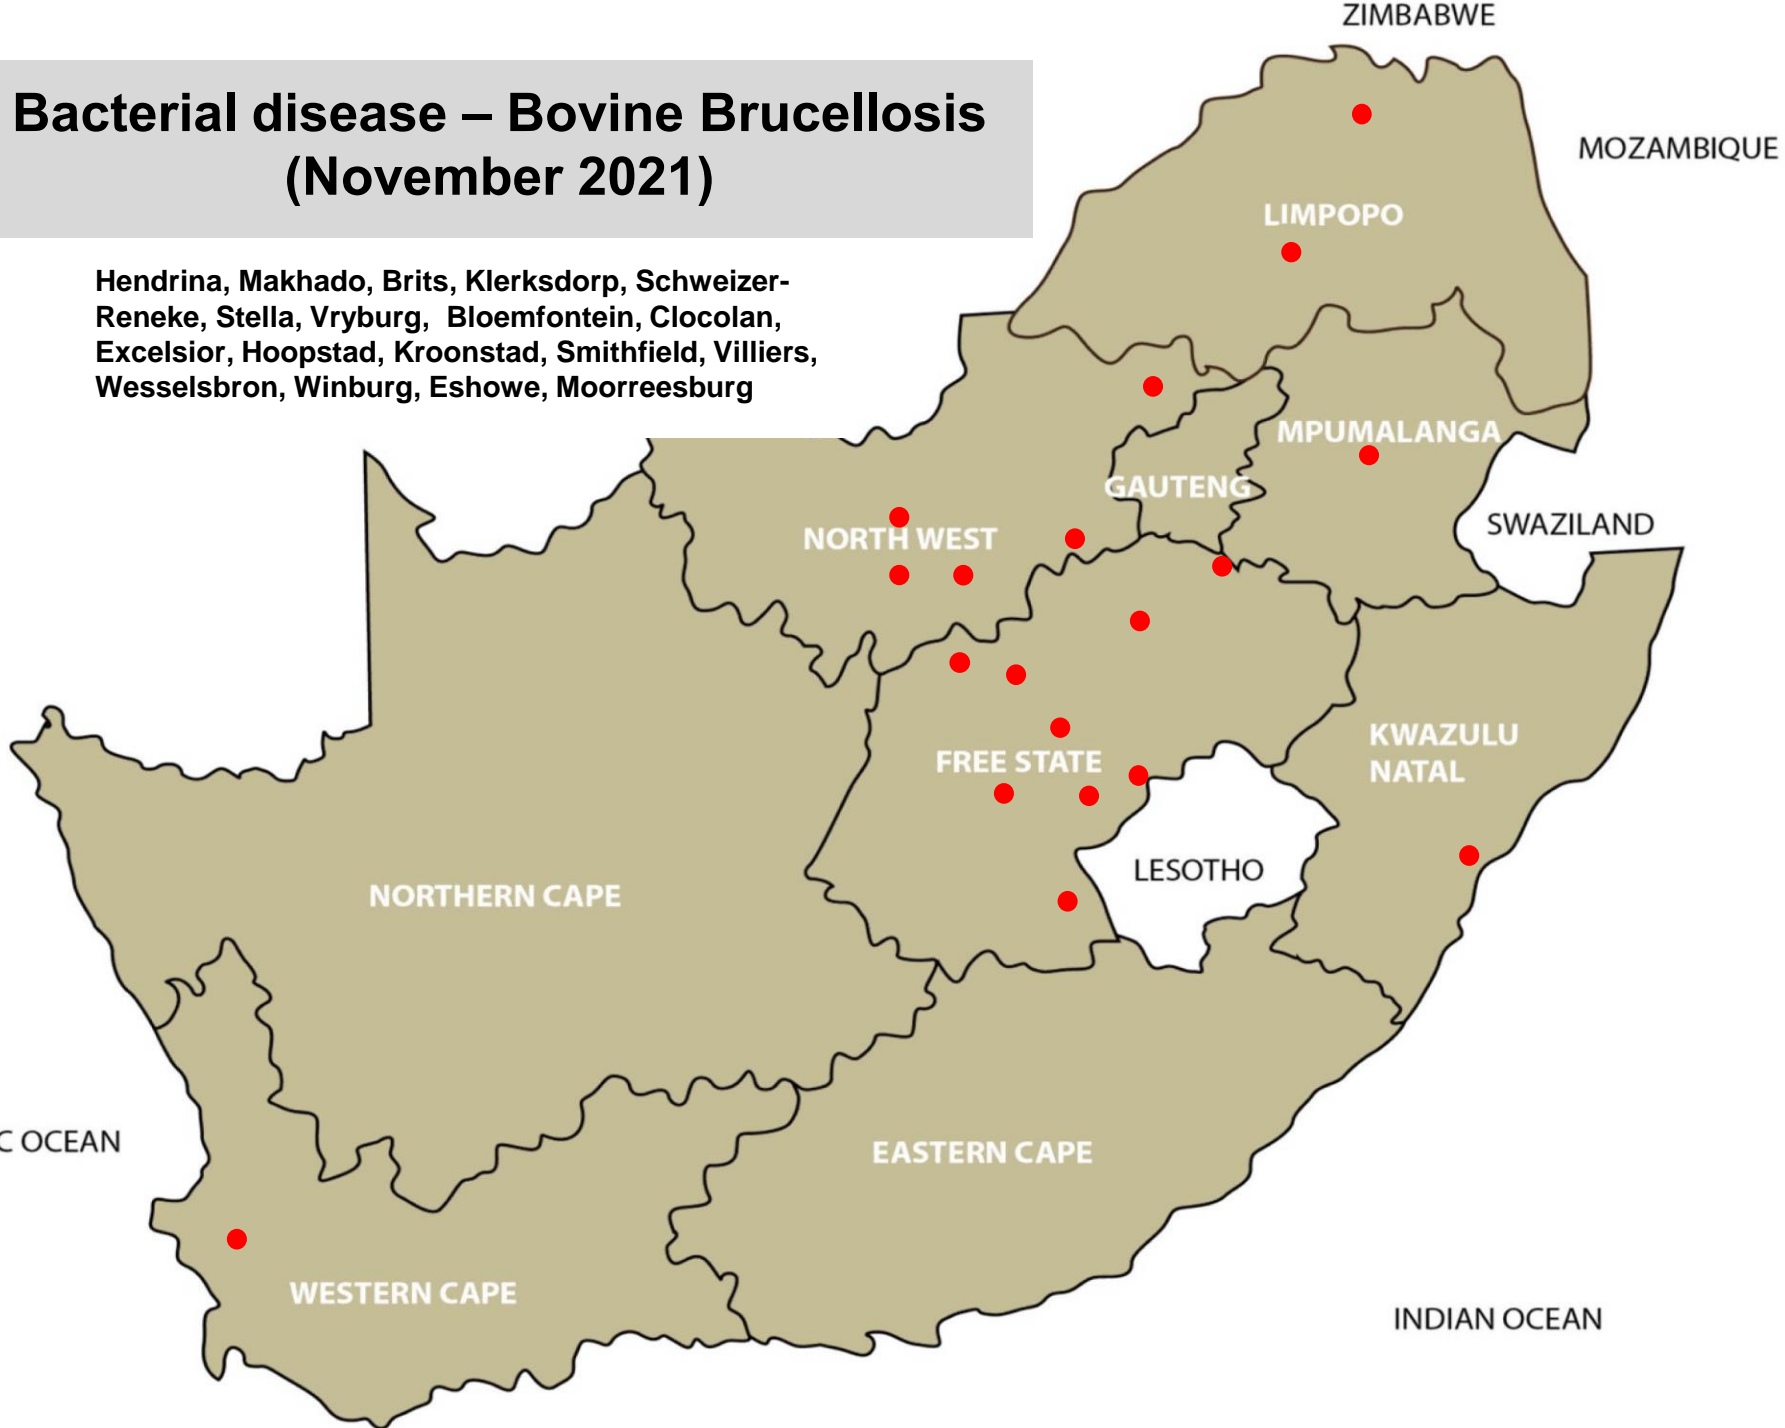 ZIMBABWE
Bacterial disease – Bovine Brucellosis
(November 2021)
MOZAMBIQUE
LIMPOPO
Hendrina, Makhado, Brits, Klerksdorp, Schweizer-
Reneke, Stella, Vryburg,  Bloemfontein, Clocolan,
Excelsior, Hoopstad, Kroonstad, Smithfield, Villiers,
Wesselsbron, Winburg, Eshowe, Moorreesburg
MPUMALANGA
GAUTENG
SWAZILAND
NORTH WEST
KWAZULU
NATAL
FREE STATE
LESOTHO
NORTHERN CAPE
C OCEAN
EASTERN CAPE
WESTERN CAPE
INDIAN OCEAN